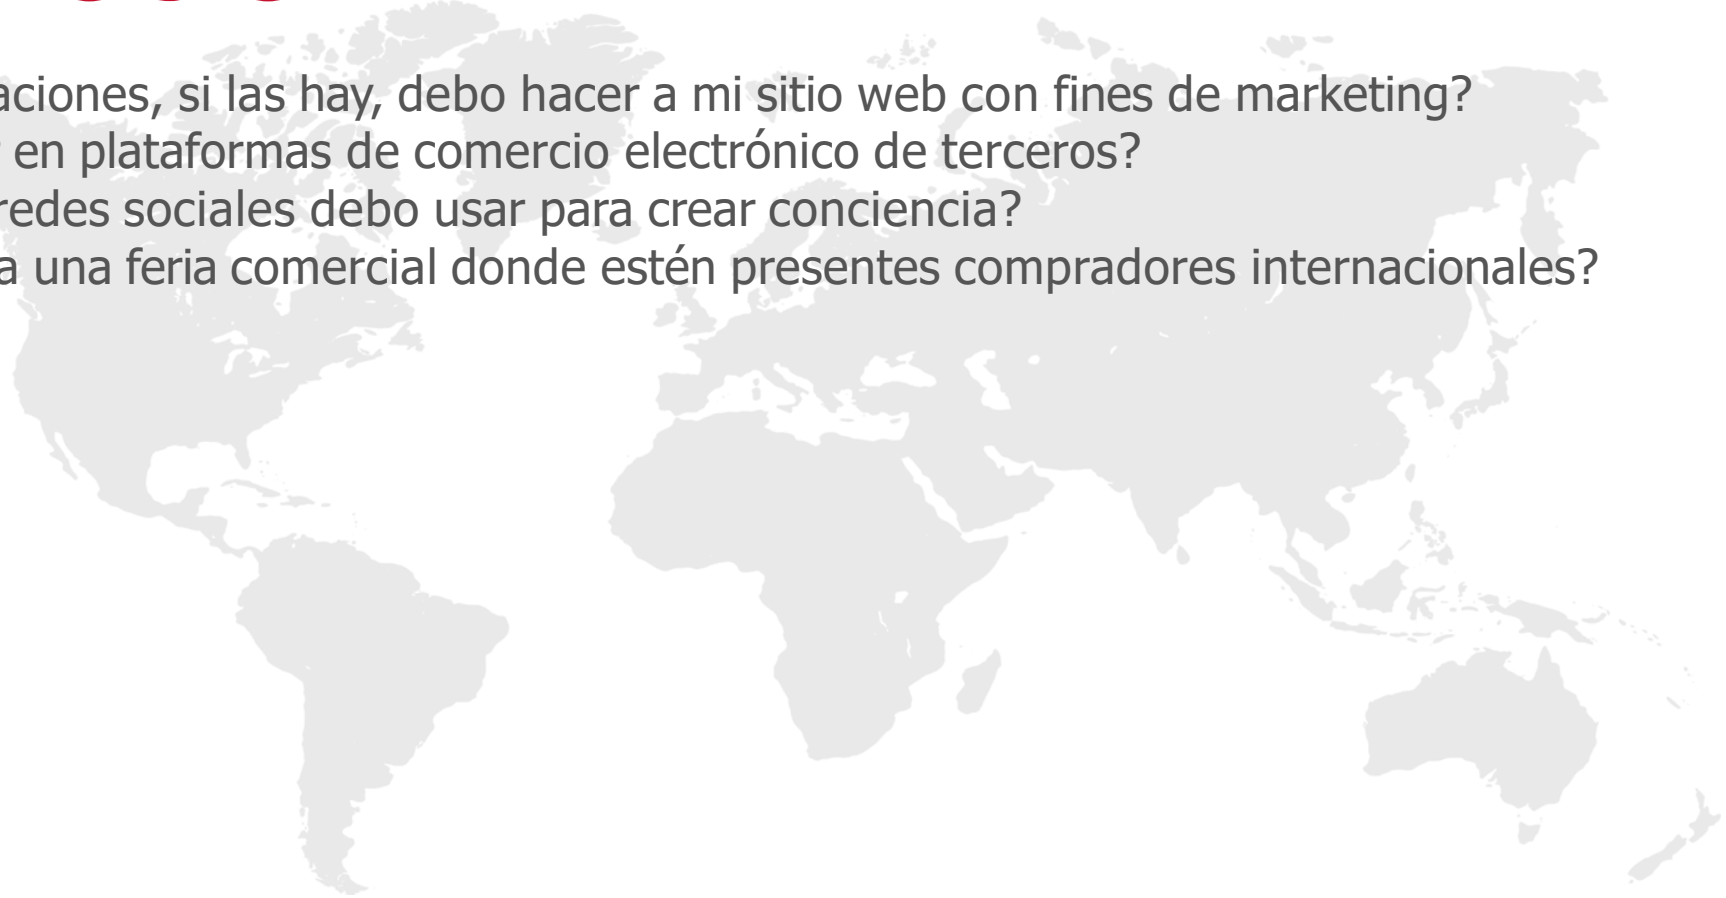 aciones, si las hay, debo hacer a mi sitio web con fines de marketing?
en plataformas de comercio electrónico de terceros?
redes sociales debo usar para crear conciencia?
a una feria comercial donde estén presentes compradores internacionales?